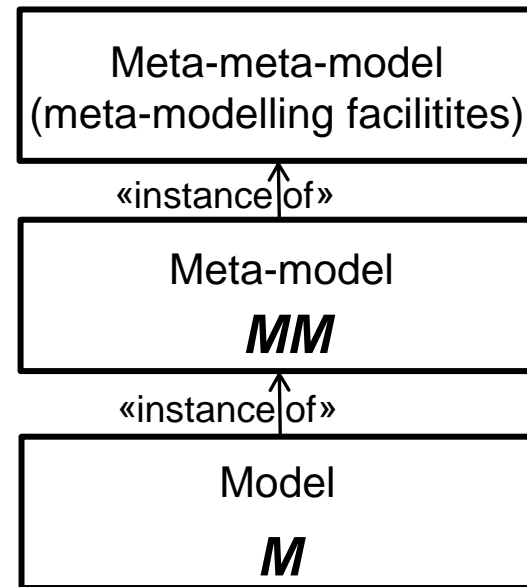 Meta-meta-model
(meta-modelling facilitites)
«instance of»
Meta-model
MM
«instance of»
Model
M